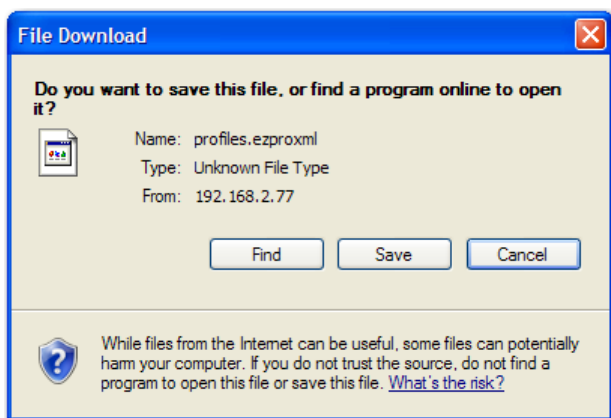 File Download
Do you want to save this file, or find a program online to open
it?
Name: profiles.ezproxml
Type: Unknown File Type
From: 192.168.2.77
Find Save Cancel
While files from the Internet can be useful, some files can potentially
harm your computer. If you do not trust the source, do not find a
program to open this file or save this file. What's the risk?